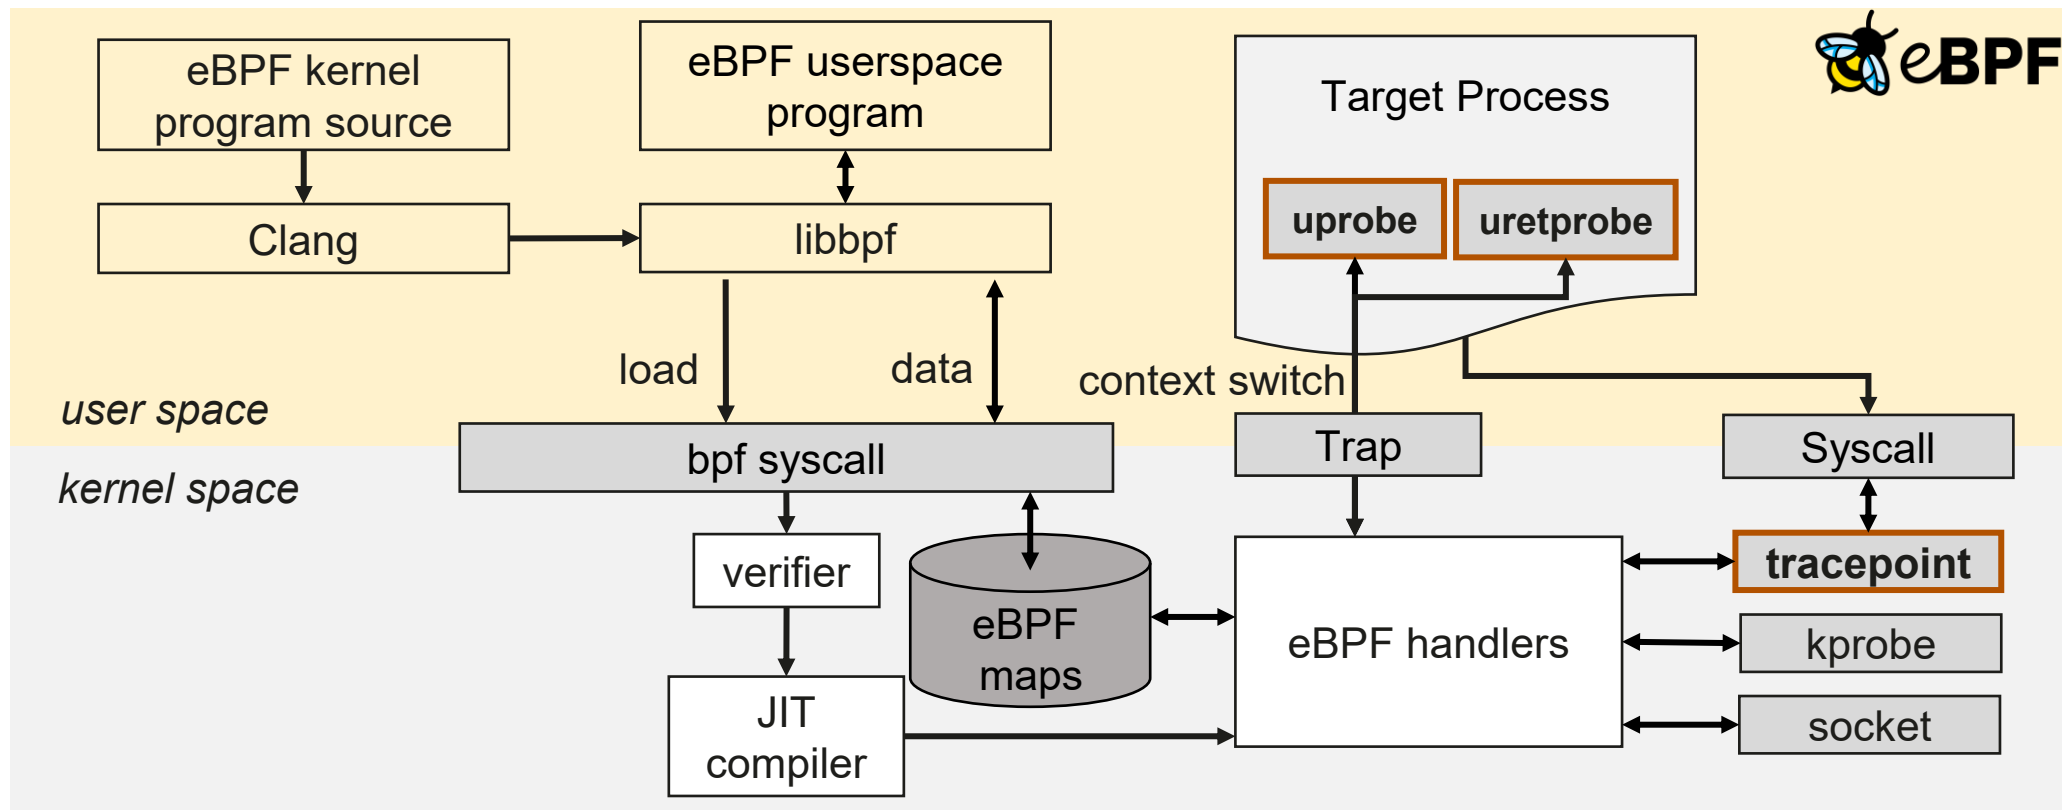 eBPF kernel
program source
eBPF userspace
program
Target Process
eBPF
uprobe
uretprobe
Clang
libbpf
load
data
context switch
user space
kernel space
bpf syscall
Trap
Syscall
verifier
eBPF
maps
eBPF handlers
tracepoint
kprobe
socket
JIT
compiler